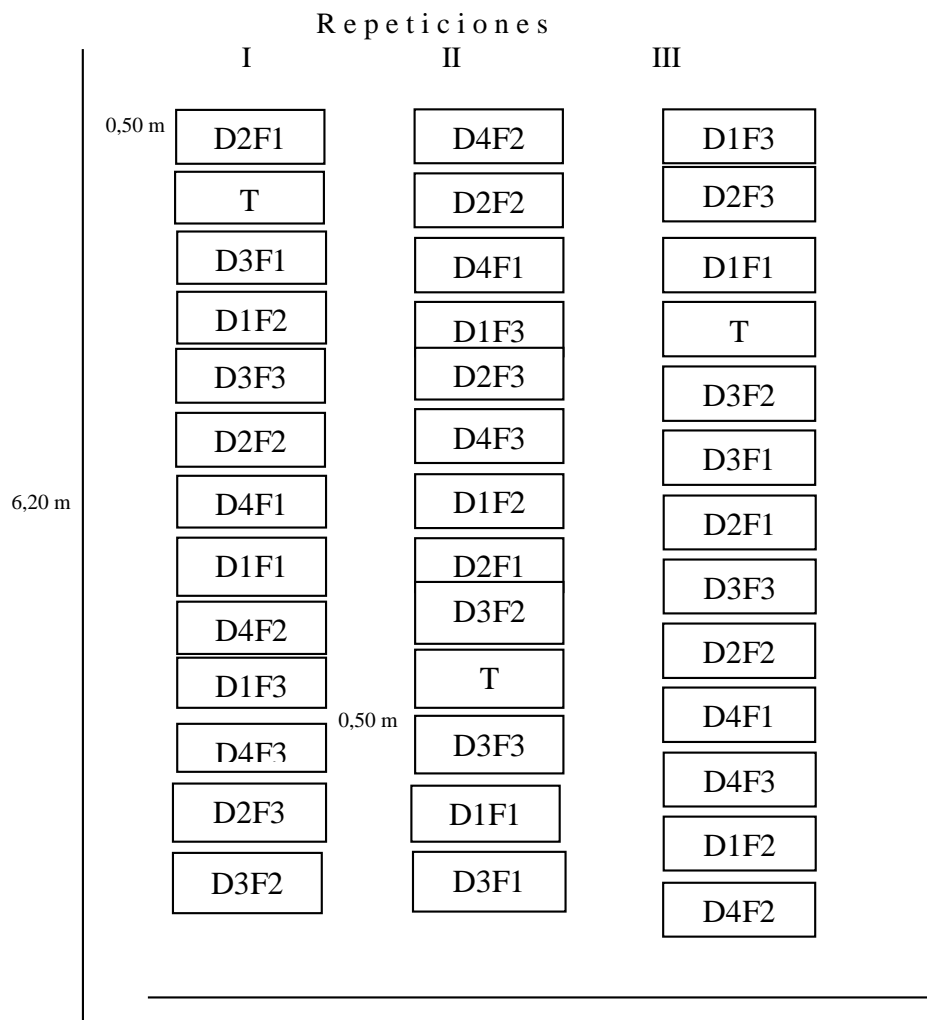 Repeticiones
I II III
0,50 m
D2F1 D4F2 D1F3
T D2F2 D2F3
D3F1 D4F1 D1F1
D1F2 D1F3 T
D3F3 D2F3 D3F2
D2F2 D4F3 D3F1
6,20 m
D4F1 D1F2 D2F1
D1F1 D2F1 D3F3
D4F2 D3F2 D2F2
D1F3 T D4F1
0,50 m
D4F3 D3F3 D4F3
D2F3 D1F1 D1F2
D3F2 D3F1 D4F2